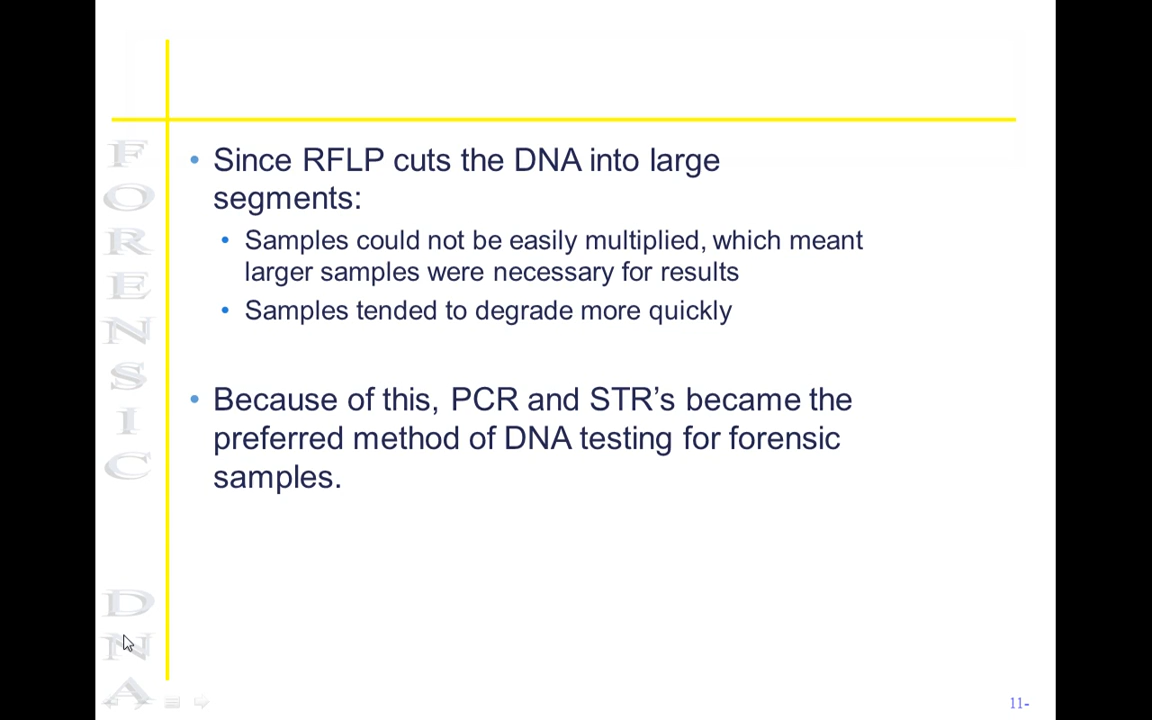 FORENSIC DNA
• Since RFLP cuts the DNA into large
segments:
• Samples could not be easily multiplied, which meant
larger samples were necessary for results
• Samples tended to degrade more quickly
• Because of this, PCR and STR’s became the
preferred method of DNA testing for forensic
samples.
11-